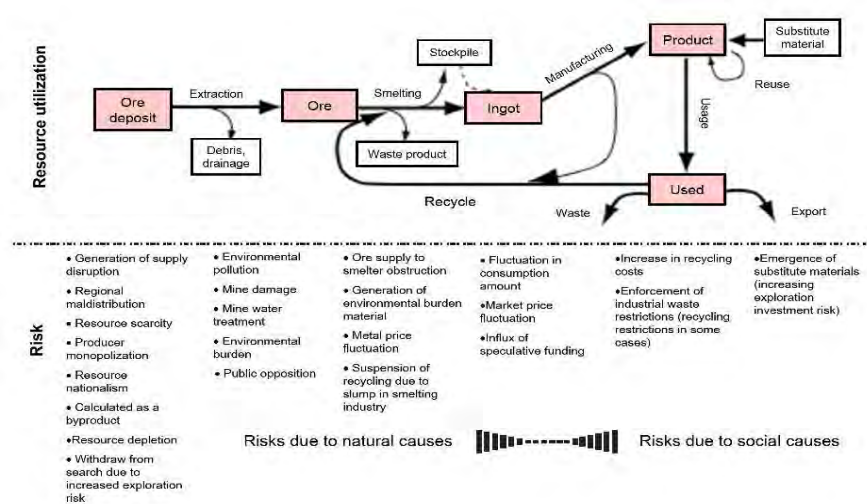 Resource utilization
Stockpile
Manufacturing
Product
Substitute
material
Reuse
Ore
deposit
Extraction
Ore
Smelting
Ingot
Usage
Debris,
drainage
Waste product
Recycle
Used
Waste
Export
Risk
• Generation of supply
disruption
• Regional
maldistribution
• Resource scarcity
• Producer
monopolization
• Resource
nationalism
• Calculated as a
byproduct
•Resource depletion
• Withdraw from
search due to
increased exploration
risk
• Environmental
pollution
• Mine damage
• Mine water
treatment
• Environmental
burden
• Public opposition
• Ore supply to
smelter obstruction
• Generation of
environmental burden
material
• Metal price
fluctuation
• Suspension of
recycling due to
slump in smelting
industry
• Fluctuation in
consumption
amount
•Market price
fluctuation
•Influx of
speculative funding
•Increase in recycling
costs
•Enforcement of
industrial waste
restrictions (recycling
restrictions in some
cases)
•Emergence of
substitute materials
(increasing
exploration
investment risk)
Risks due to natural causes
Risks due to social causes